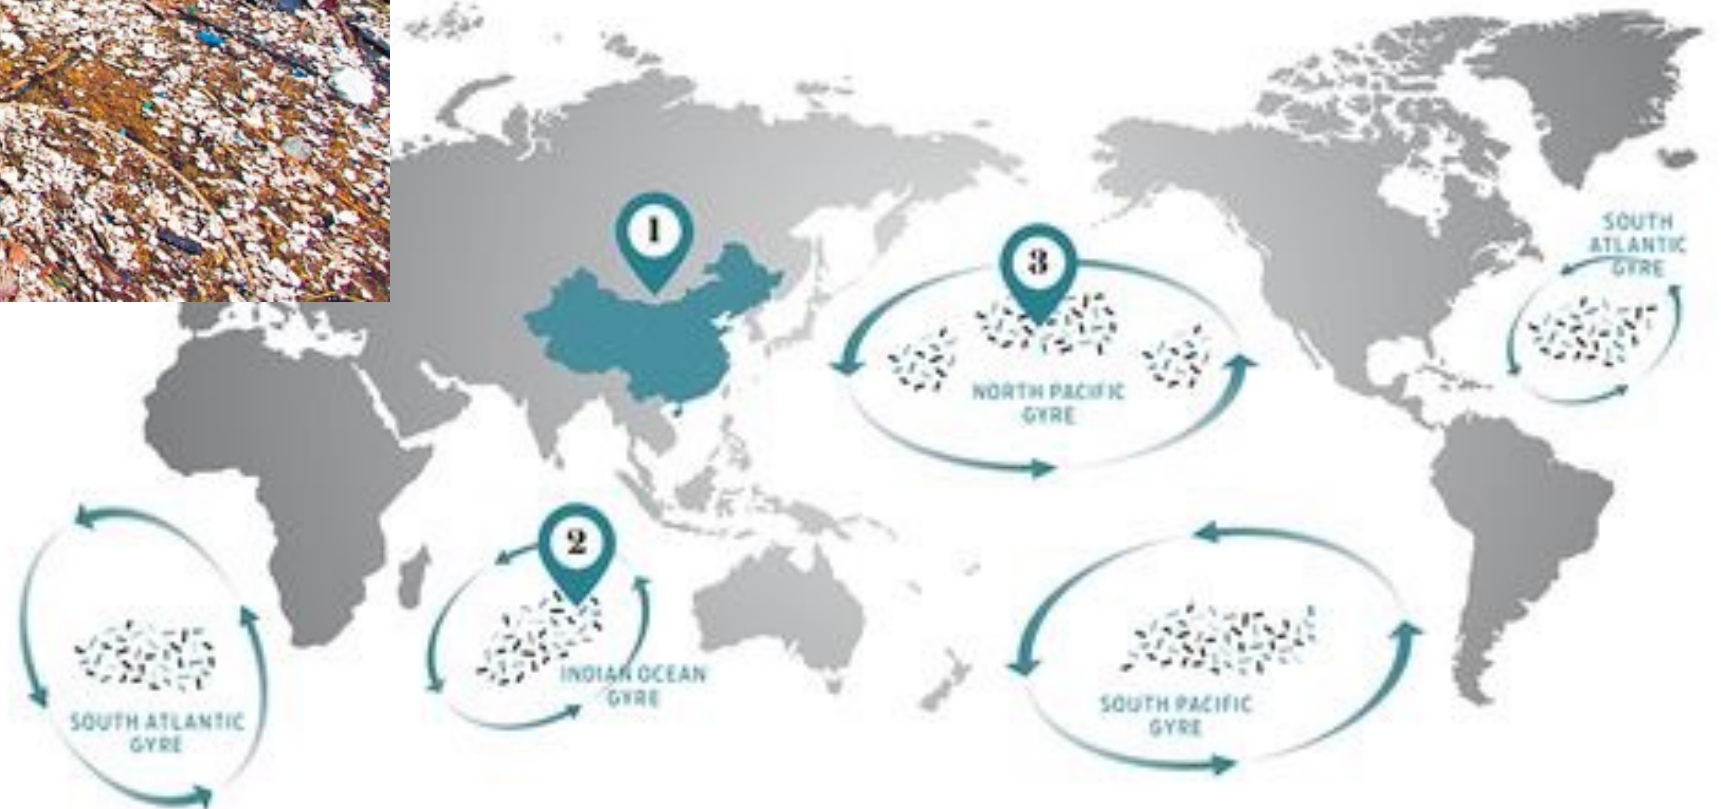 1
SOUTH
ATLANTIC
GYRE
3
NORTH PACIFIC
GYRE
2
INDIAN OCEAN
GYRE
SOUTH ATLANTIC
GYRE
SOUTH PACIFIC
GYRE